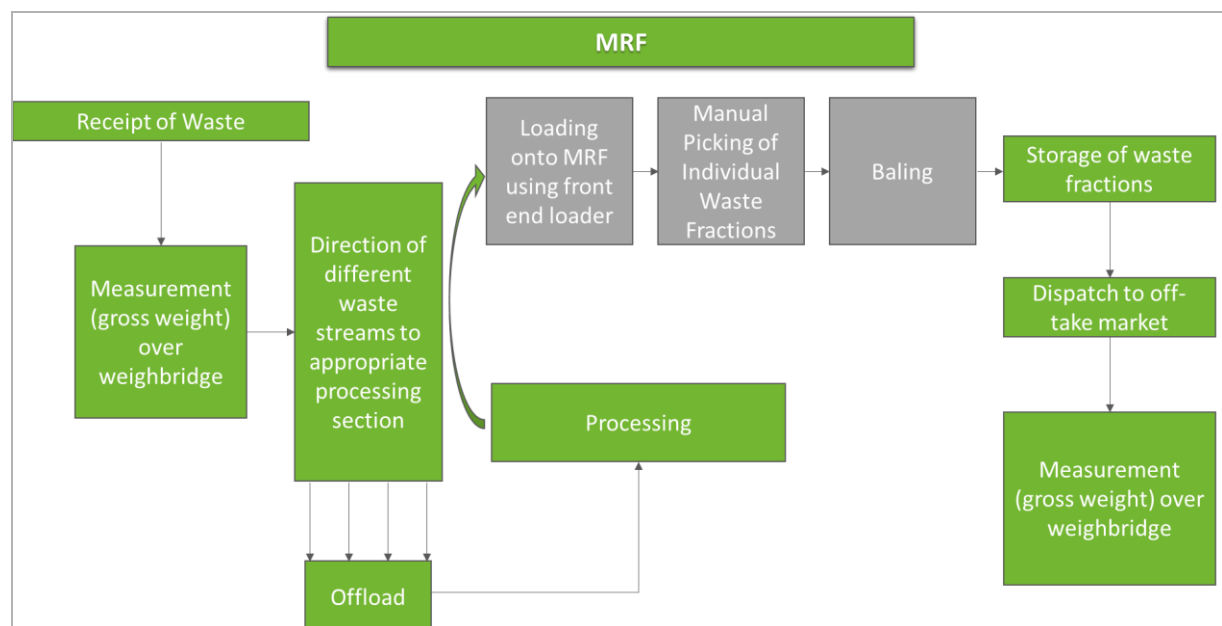 MRF
Receipt of Waste
Measurement
(gross weight)
over
weighbridge
Direction of
different
waste
streams to
appropriate
processing
section
Offload
Processing
Loading
onto MRF
using front
end loader
Manual
Picking of
Individual
Waste
Fractions
Baling
Storage of waste
fractions
Dispatch to off-
take market
Measurement
(gross weight) over
weighbridge